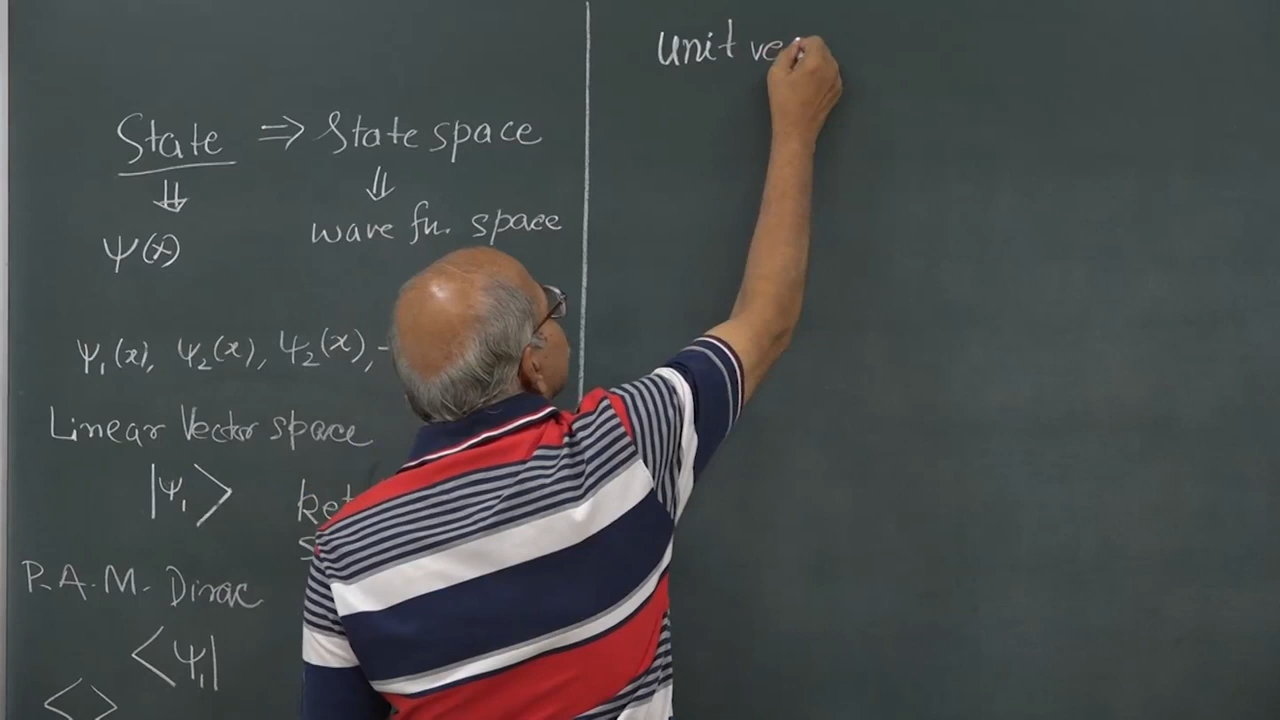 State ⇒ State space
⇓ ⇓
ψ(x) wave fn. space
ψ₁(x), ψ₂(x), ψ₂(x), -
Linear Vector space
|ψ₁> ket
P.A.M. Dirac
<ψ₁|
< >
unit ve